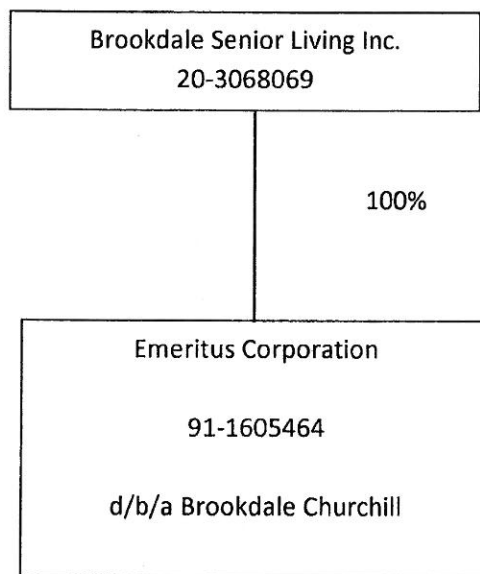 Brookdale Senior Living Inc.
20-3068069
100%
Emeritus Corporation
91-1605464
d/b/a Brookdale Churchill